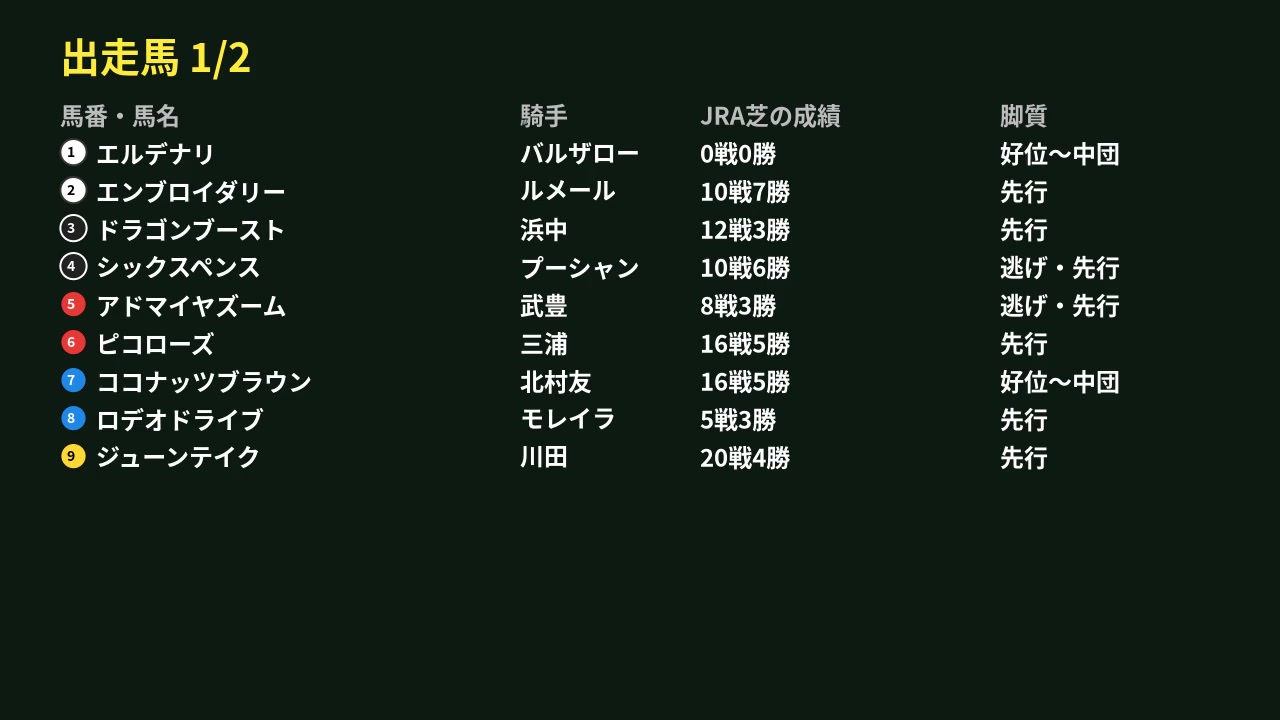 出走馬 1/2
馬番・馬名 騎手 JRA芝の成績 脚質
1 エルデナリ バルザロー 0戦0勝 好位〜中団
2 エンブロイダリー ルメール 10戦7勝 先行
3 ドラゴンブースト 浜中 12戦3勝 先行
4 シックスペンス プーシャン 10戦6勝 逃げ・先行
5 アドマイヤズーム 武豊 8戦3勝 逃げ・先行
6 ピコローズ 三浦 16戦5勝 先行
7 ココナッツブラウン 北村友 16戦5勝 好位〜中団
8 ロデオドライブ モレイラ 5戦3勝 先行
9 ジューンテイク 川田 20戦4勝 先行